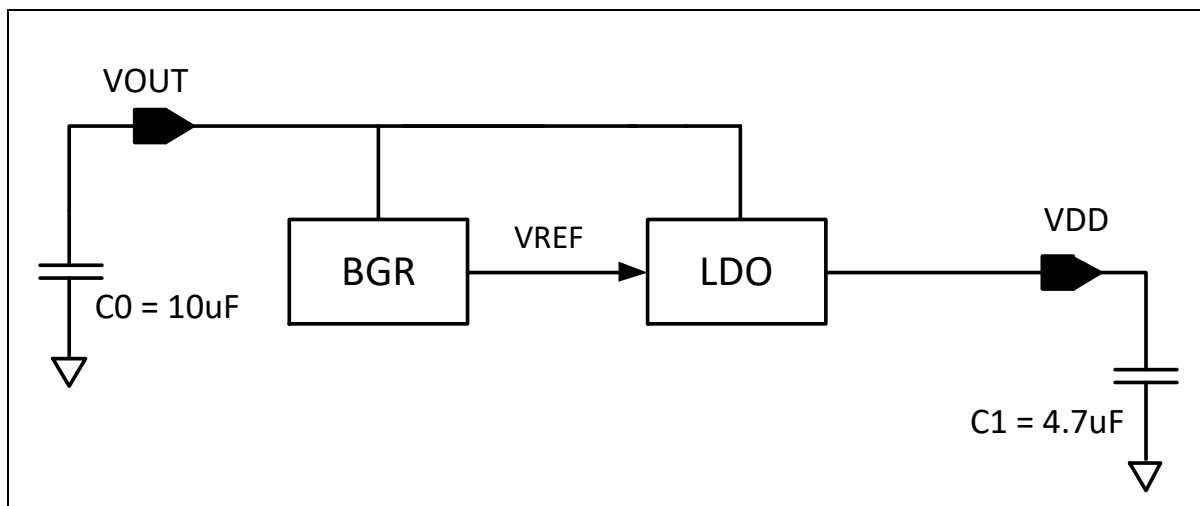 VOUT
VREF
VDD
BGR
LDO
C0 = 10uF
C1 = 4.7uF